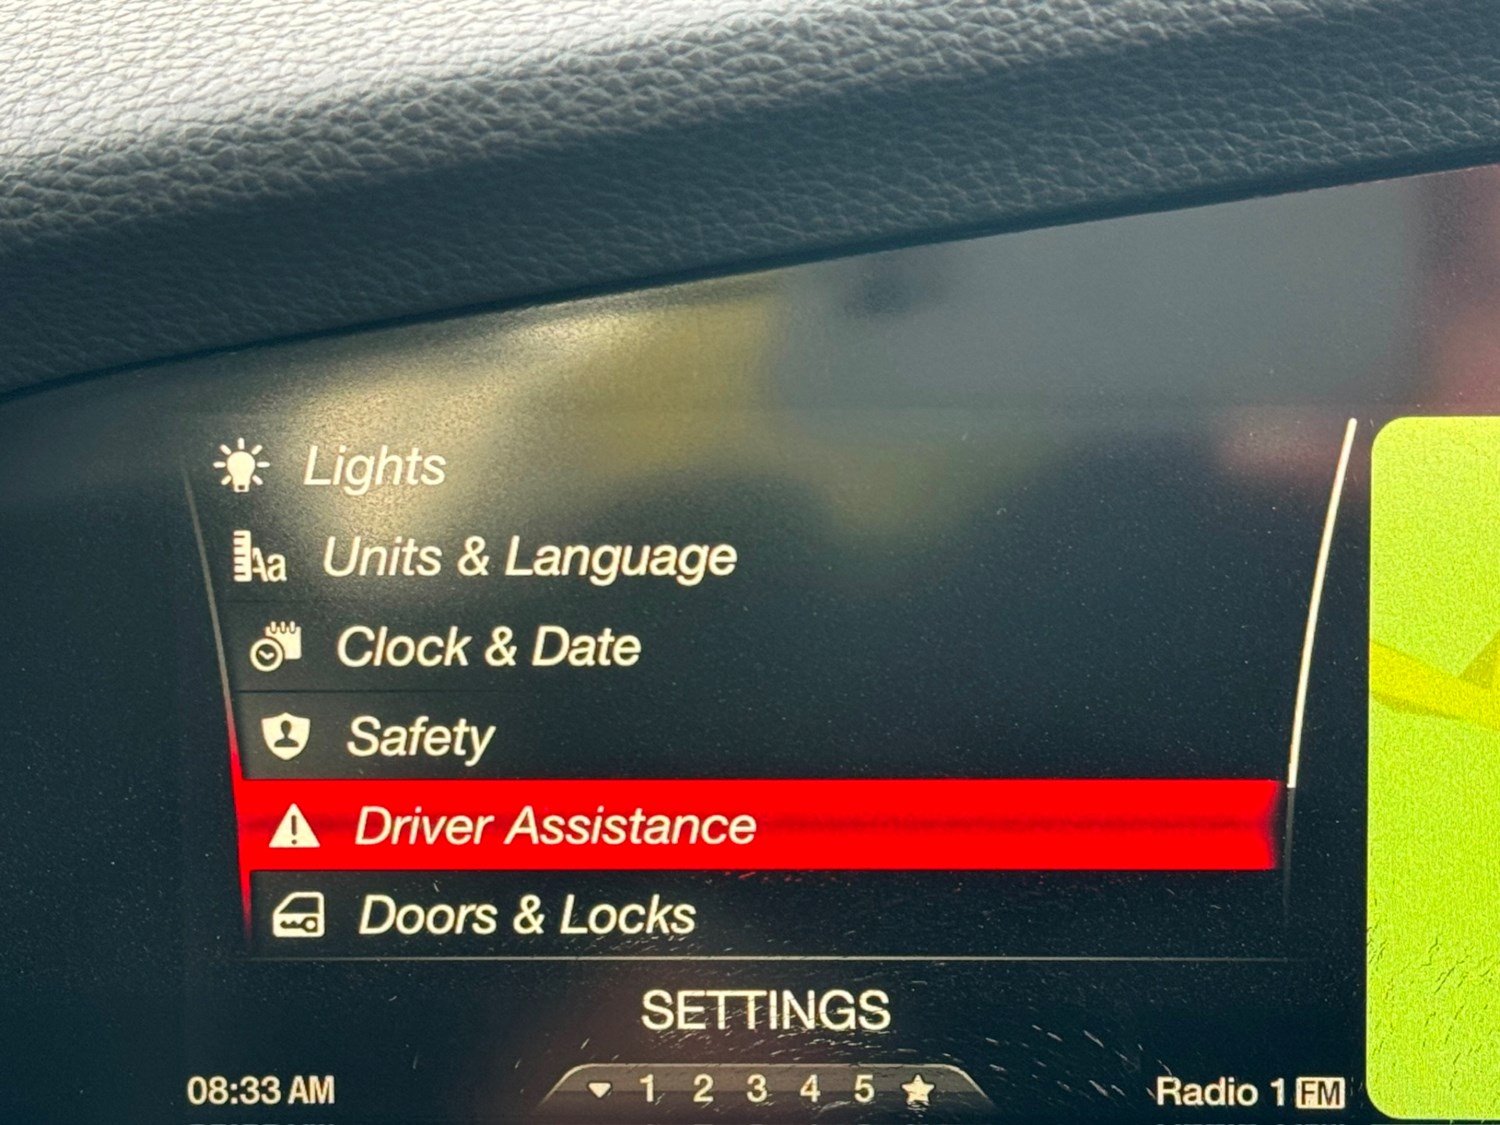 Lights
Aa Units & Language
Clock & Date
Safety
Driver Assistance
Doors & Locks
SETTINGS
08:33 AM 1 2 3 4 5 Radio 1 FM